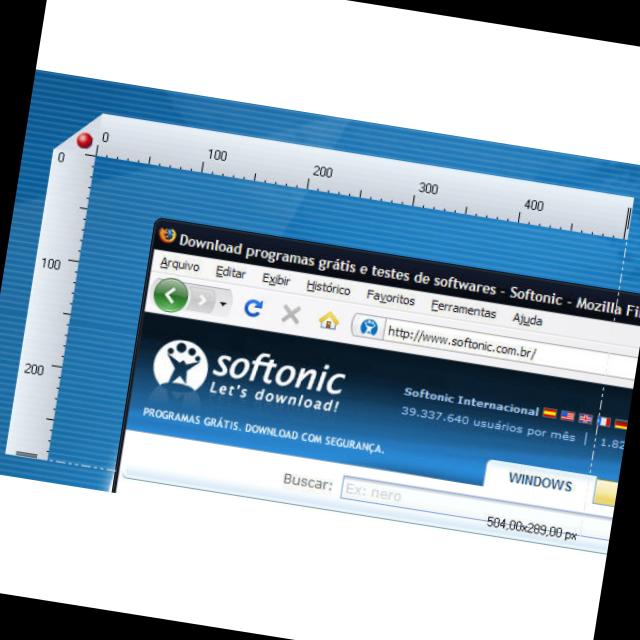 0 100 200 300 400
0
100
200
Download programas grátis e testes de softwares - Softonic - Mozilla Fi
Arquivo Editar Exibir Histórico Favoritos Ferramentas Ajuda
http://www.softonic.com.br/
softonic
Let's download!
PROGRAMAS GRÁTIS. DOWNLOAD COM SEGURANÇA.
Softonic Internacional
39.337.640 usuários por mês | 1.82
WINDOWS
Buscar: Ex: nero
504,00x289,00 px